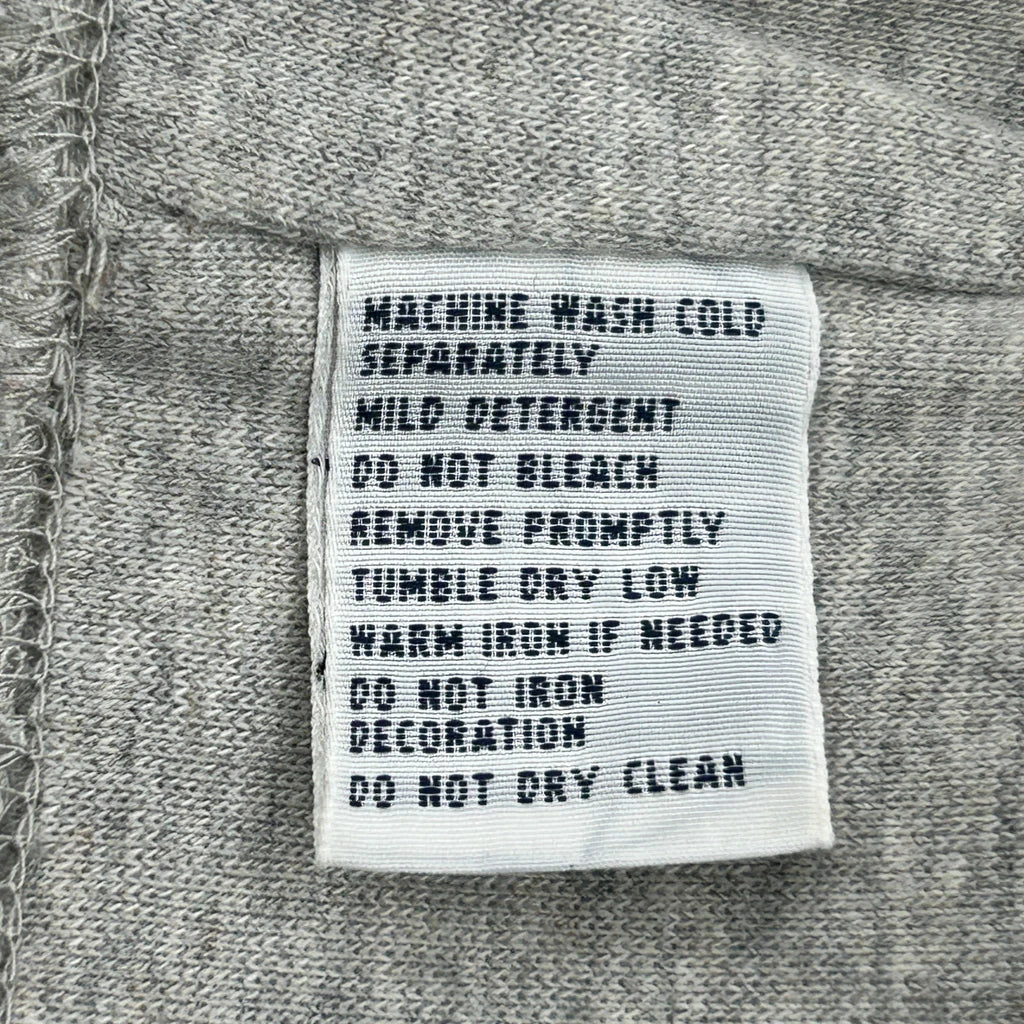 MACHINE WASH COLD
SEPARATELY
MILD DETERGENT
DO NOT BLEACH
REMOVE PROMPTLY
TUMBLE DRY LOW
WARM IRON IF NEEDED
DO NOT IRON
DECORATION
DO NOT DRY CLEAN